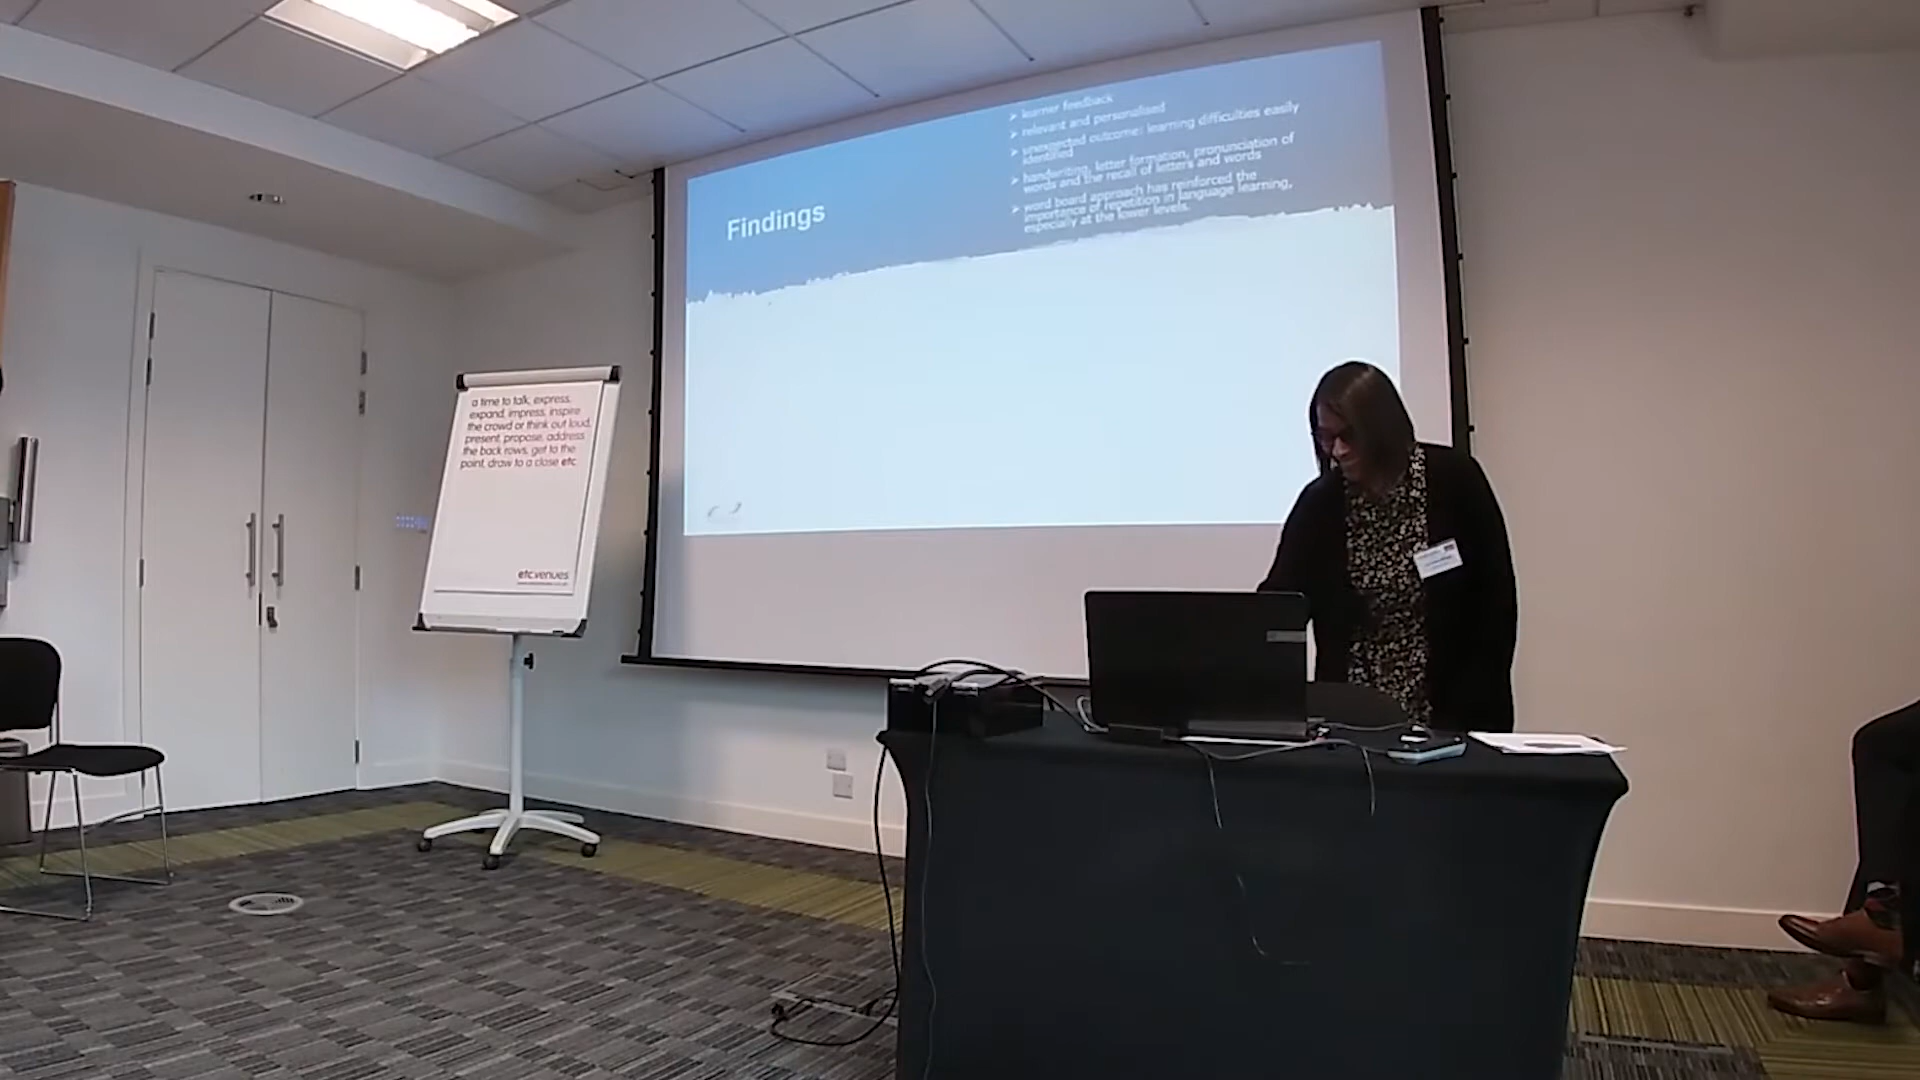 Findings
➢ learner feedback
➢ relevant and personalised
➢ unexpected outcome: learning difficulties easily
identified
➢ handwriting, letter formation, pronunciation of
words and the recall of letters and words
➢ word board approach has reinforced the
importance of repetition in language learning,
especially at the lower levels.
a time to talk, express,
expand, impress, inspire
the crowd or think out loud,
present, propose, address
the back rows, get to the
point, draw to a close etc
etc.venues